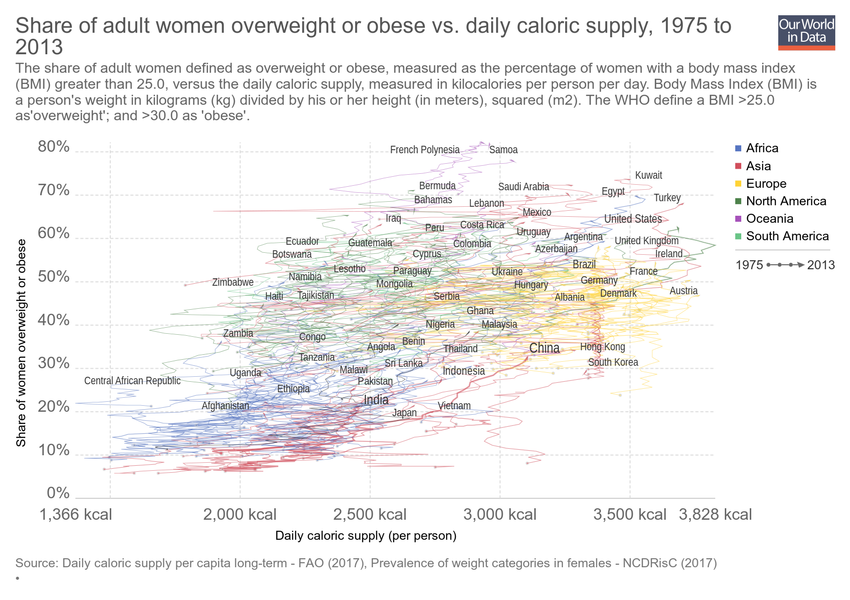 Share of adult women overweight or obese vs. daily caloric supply, 1975 to
2013
Our World
in Data
The share of adult women defined as overweight or obese, measured as the percentage of women with a body mass index
(BMI) greater than 25.0, versus the daily caloric supply, measured in kilocalories per person per day. Body Mass Index (BMI) is
a person's weight in kilograms (kg) divided by his or her height (in meters), squared (m2). The WHO define a BMI >25.0
as'overweight'; and >30.0 as 'obese'.
80%
70%
60%
50%
40%
30%
20%
10%
0%
Share of women overweight or obese
French Polynesia
Samoa
Kuwait
Bermuda
Saudi Arabia
Egypt
Turkey
Bahamas
Lebanon
Mexico
Iraq
United States
Peru
Costa Rica
Uruguay
Argentina
United Kingdom
Ecuador
Guatemala
Colombia
Azerbaijan
Botswana
Cyprus
Ireland
Brazil
Lesotho
Paraguay
Ukraine
France
Namibia
Zimbabwe
Mongolia
Hungary
Germany
Haiti
Tajikistan
Serbia
Albania
Denmark
Austria
Ghana
Nigeria
Malaysia
Zambia
Congo
Angola
Benin
Thailand
China
Hong Kong
Tanzania
Sri Lanka
South Korea
Uganda
Malawi
Indonesia
Central African Republic
Pakistan
Ethiopia
India
Afghanistan
Japan
Vietnam
Africa
Asia
Europe
North America
Oceania
South America
1975
2013
1,366 kcal
2,000 kcal
2,500 kcal
3,000 kcal
3,500 kcal
3,828 kcal
Daily caloric supply (per person)
Source: Daily caloric supply per capita long-term - FAO (2017), Prevalence of weight categories in females - NCDRisC (2017)
•